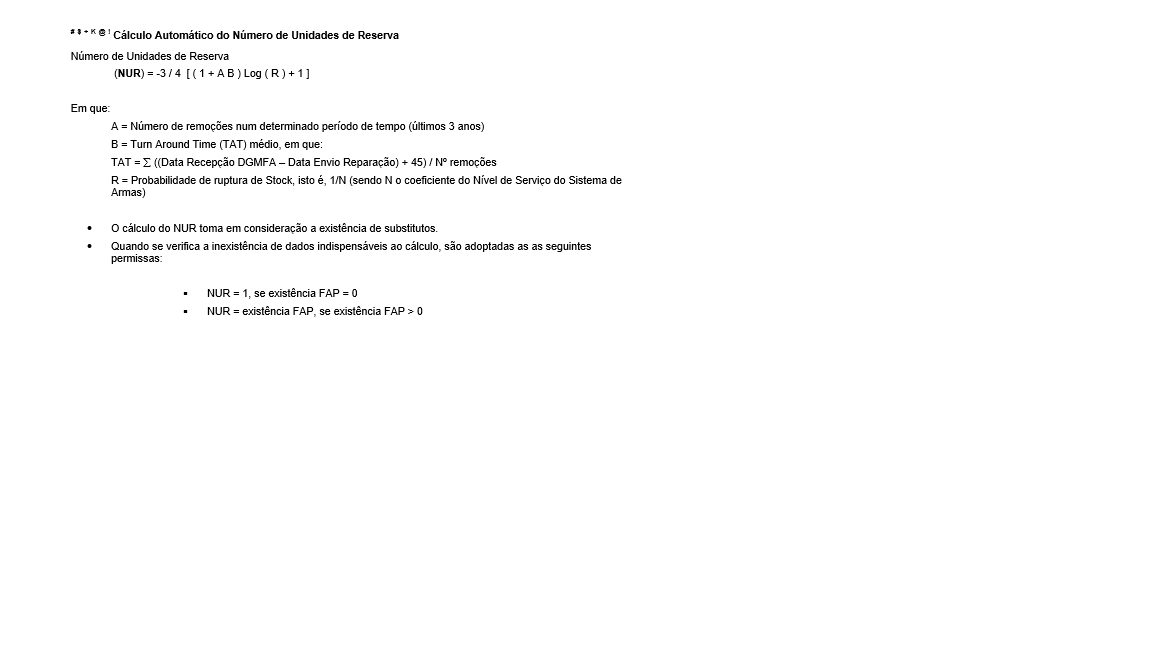 # $ + K @ ! Cálculo Automático do Número de Unidades de Reserva
Número de Unidades de Reserva
(NUR) = -3 / 4 [ ( 1 + A B ) Log ( R ) + 1 ]
Em que:
A = Número de remoções num determinado período de tempo (últimos 3 anos)
B = Turn Around Time (TAT) médio, em que:
TAT = ∑ ((Data Recepção DGMFA – Data Envio Reparação) + 45) / Nº remoções
R = Probabilidade de ruptura de Stock, isto é, 1/N (sendo N o coeficiente do Nível de Serviço do Sistema de
Armas)
• O cálculo do NUR toma em consideração a existência de substitutos.
• Quando se verifica a inexistência de dados indispensáveis ao cálculo, são adoptadas as as seguintes
permissas:
▪ NUR = 1, se existência FAP = 0
▪ NUR = existência FAP, se existência FAP > 0